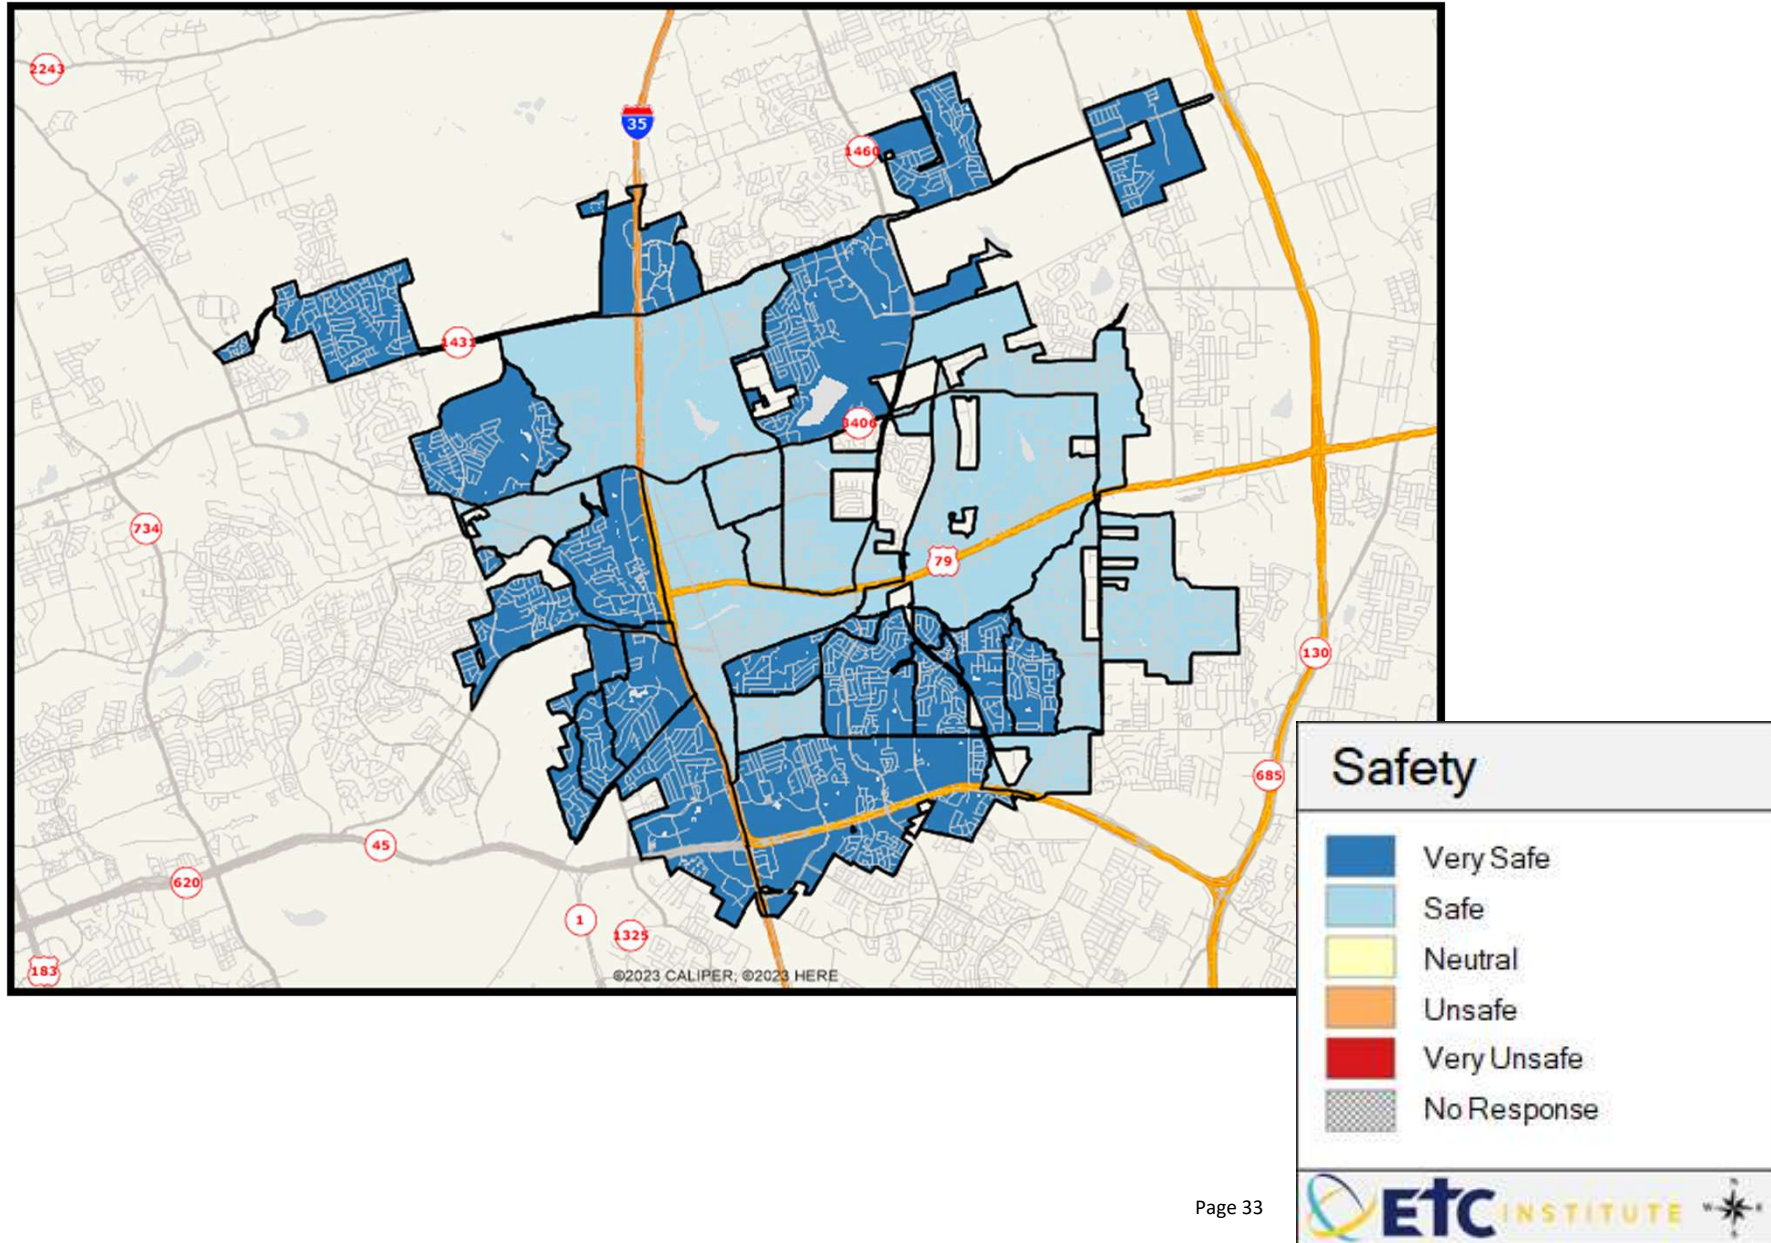 2243
35
1460
1431
3406
734
79
130
685
45
620
1
1325
183
©2023 CALIPER; ©2023 HERE
Safety
Very Safe
Safe
Neutral
Unsafe
Very Unsafe
No Response
Page 33
ETC INSTITUTE
N
W
E
S